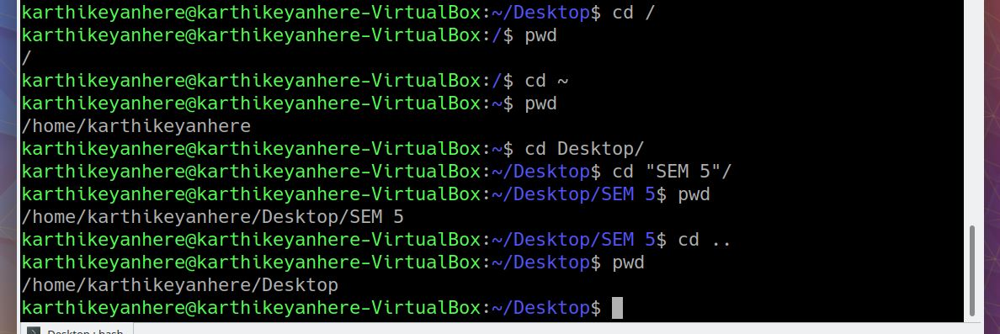 karthikeyanhere@karthikeyanhere-VirtualBox:~/Desktop$ cd /
karthikeyanhere@karthikeyanhere-VirtualBox:/$ pwd
/
karthikeyanhere@karthikeyanhere-VirtualBox:/$ cd ~
karthikeyanhere@karthikeyanhere-VirtualBox:~$ pwd
/home/karthikeyanhere
karthikeyanhere@karthikeyanhere-VirtualBox:~$ cd Desktop/
karthikeyanhere@karthikeyanhere-VirtualBox:~/Desktop$ cd "SEM 5"/
karthikeyanhere@karthikeyanhere-VirtualBox:~/Desktop/SEM 5$ pwd
/home/karthikeyanhere/Desktop/SEM 5
karthikeyanhere@karthikeyanhere-VirtualBox:~/Desktop/SEM 5$ cd ..
karthikeyanhere@karthikeyanhere-VirtualBox:~/Desktop$ pwd
/home/karthikeyanhere/Desktop
karthikeyanhere@karthikeyanhere-VirtualBox:~/Desktop$
Desktop : bash